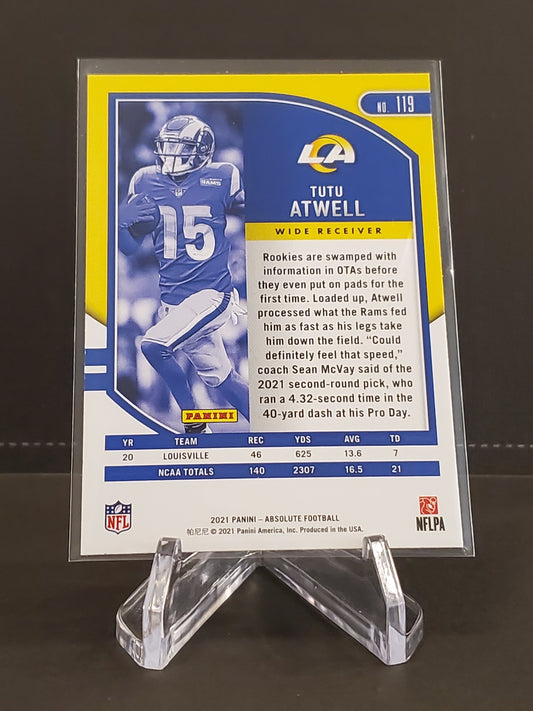 NO. 119
LA
TUTU
ATWELL
WIDE RECEIVER
RAMS
15
Rookies are swamped with
information in OTAs before
they even put on pads for the
first time. Loaded up, Atwell
processed what the Rams fed
him as fast as his legs take
him down the field. “Could
definitely feel that speed,”
coach Sean McVay said of the
2021 second-round pick, who
ran a 4.32-second time in the
40-yard dash at his Pro Day.
PANINI
YR TEAM REC YDS AVG TD
20 LOUISVILLE 46 625 13.6 7
NCAA TOTALS 140 2307 16.5 21
NFL
2021 PANINI – ABSOLUTE FOOTBALL
帕尼尼 © 2021 Panini America, Inc. Produced in the USA.
NFLPA